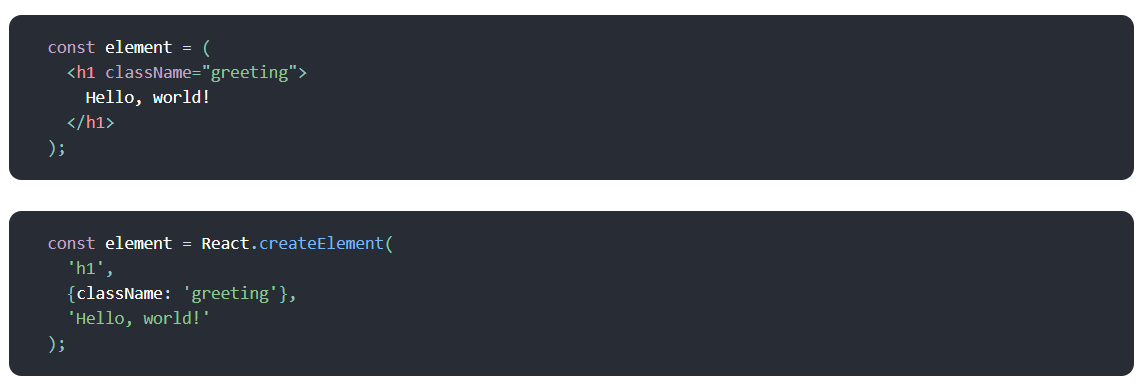 const element = (
  <h1 className="greeting">
    Hello, world!
  </h1>
);
const element = React.createElement(
  'h1',
  {className: 'greeting'},
  'Hello, world!'
);